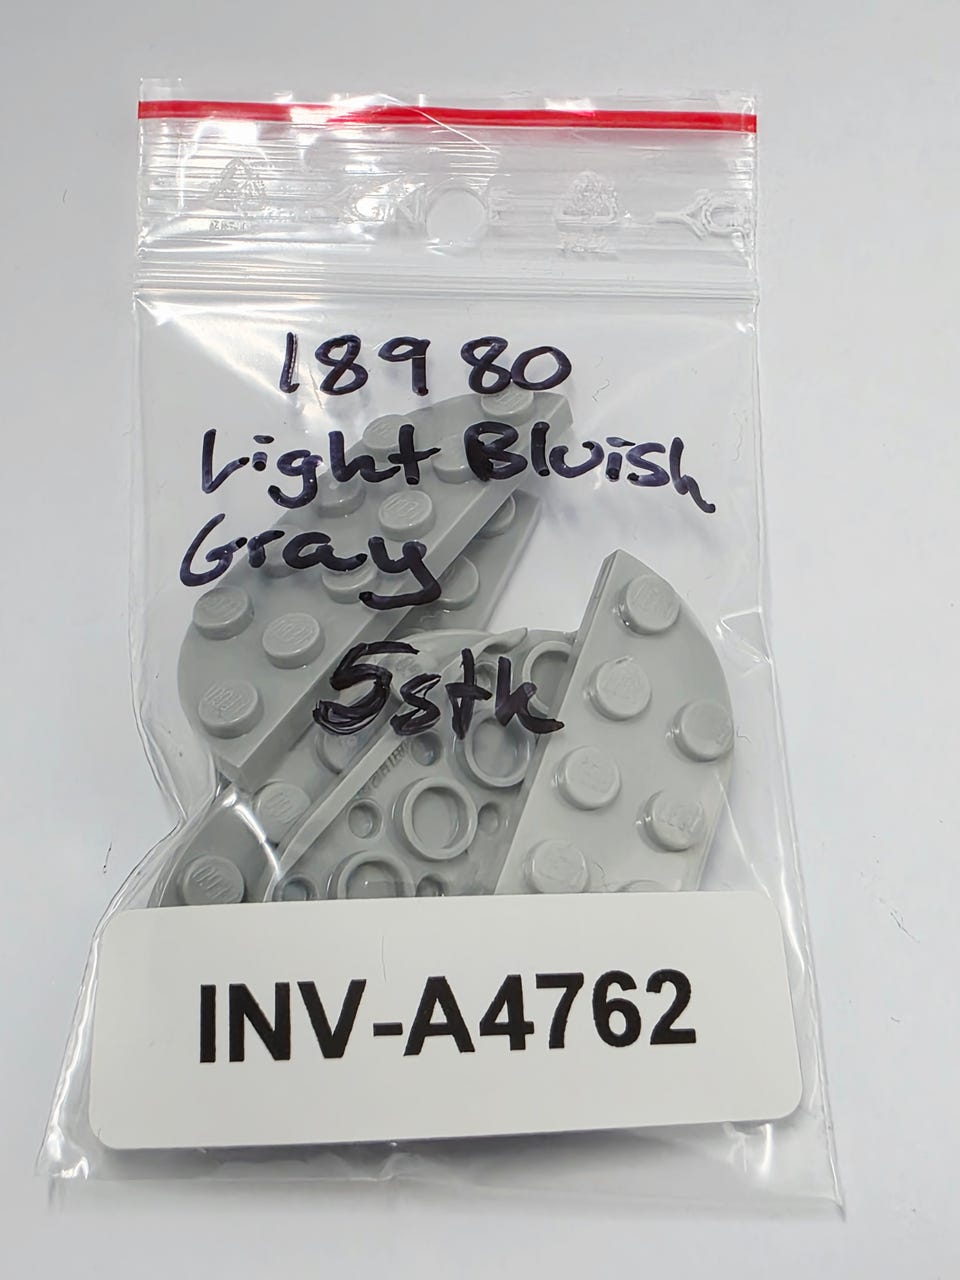 18980
Light Bluish
Gray
5stk
INV-A4762